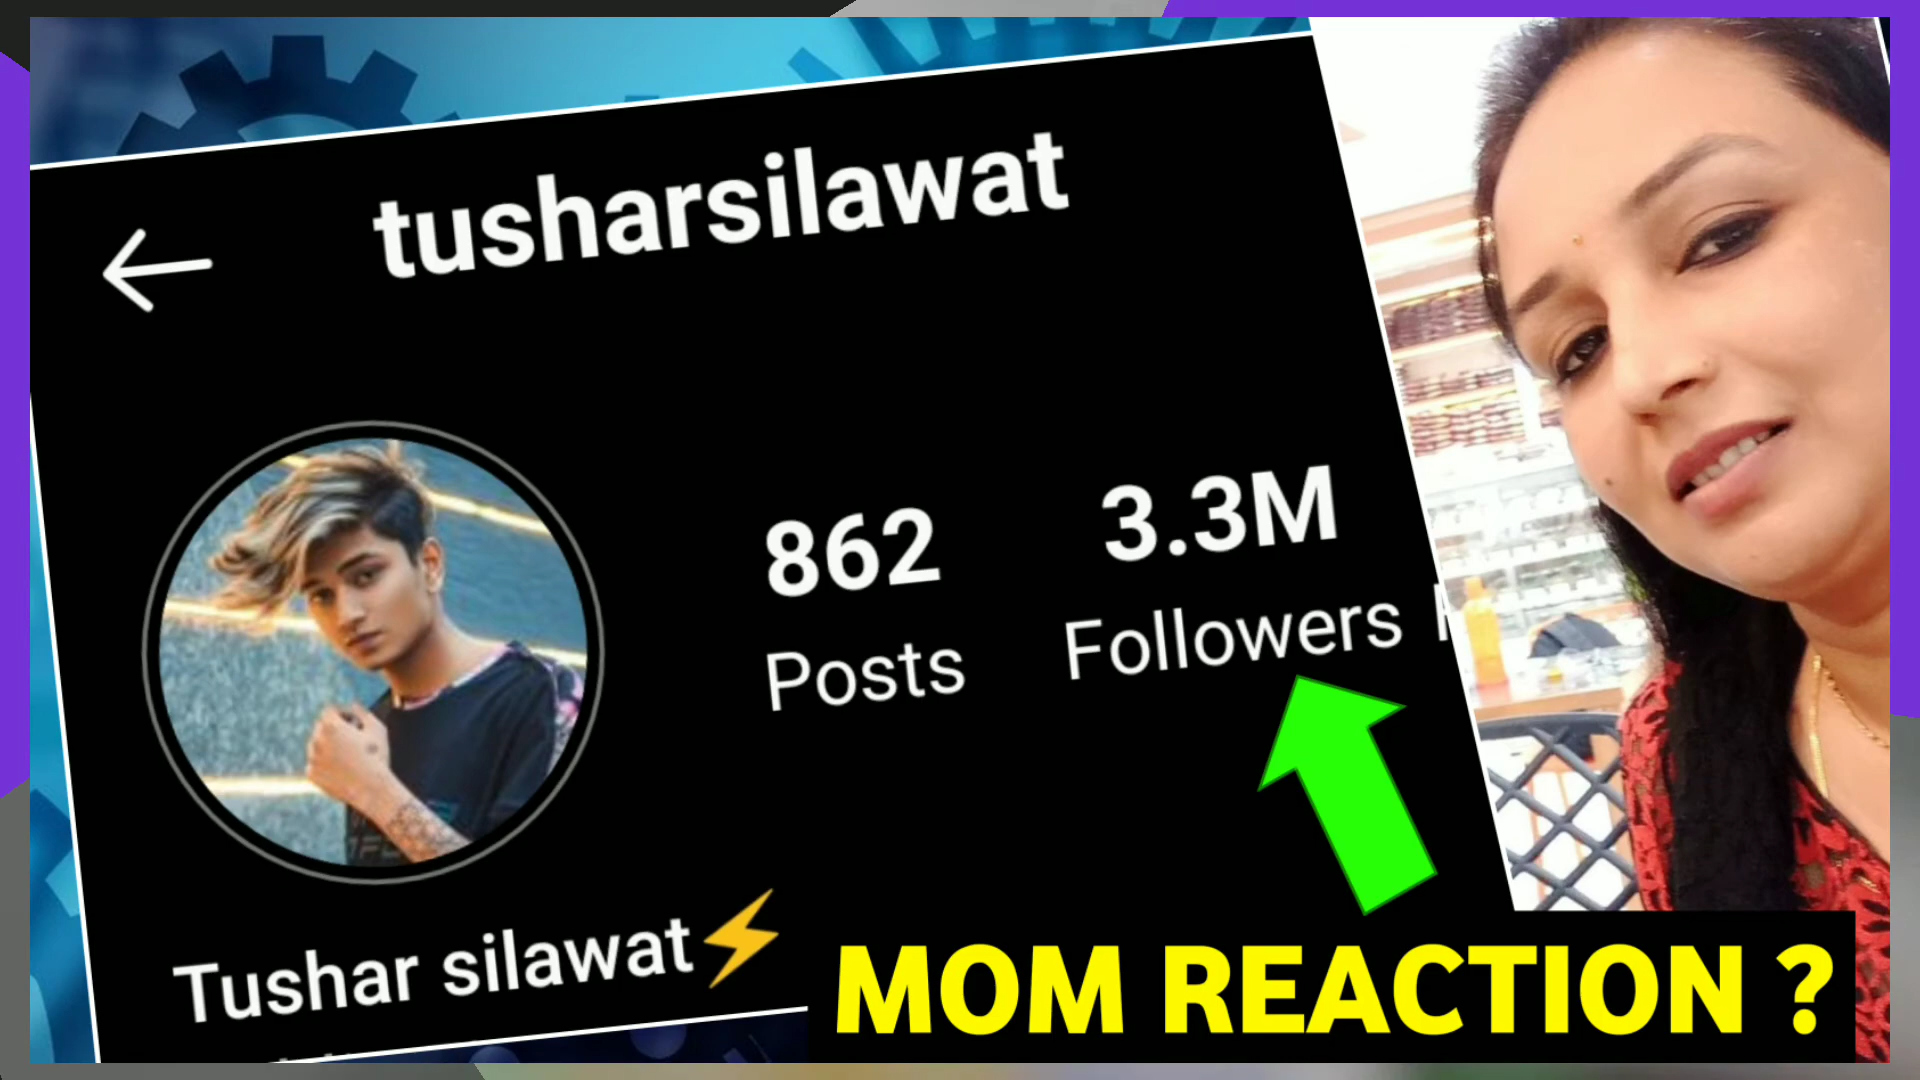 tusharsilawat
862 3.3M
Posts Followers
Tushar silawat⚡
MOM REACTION ?